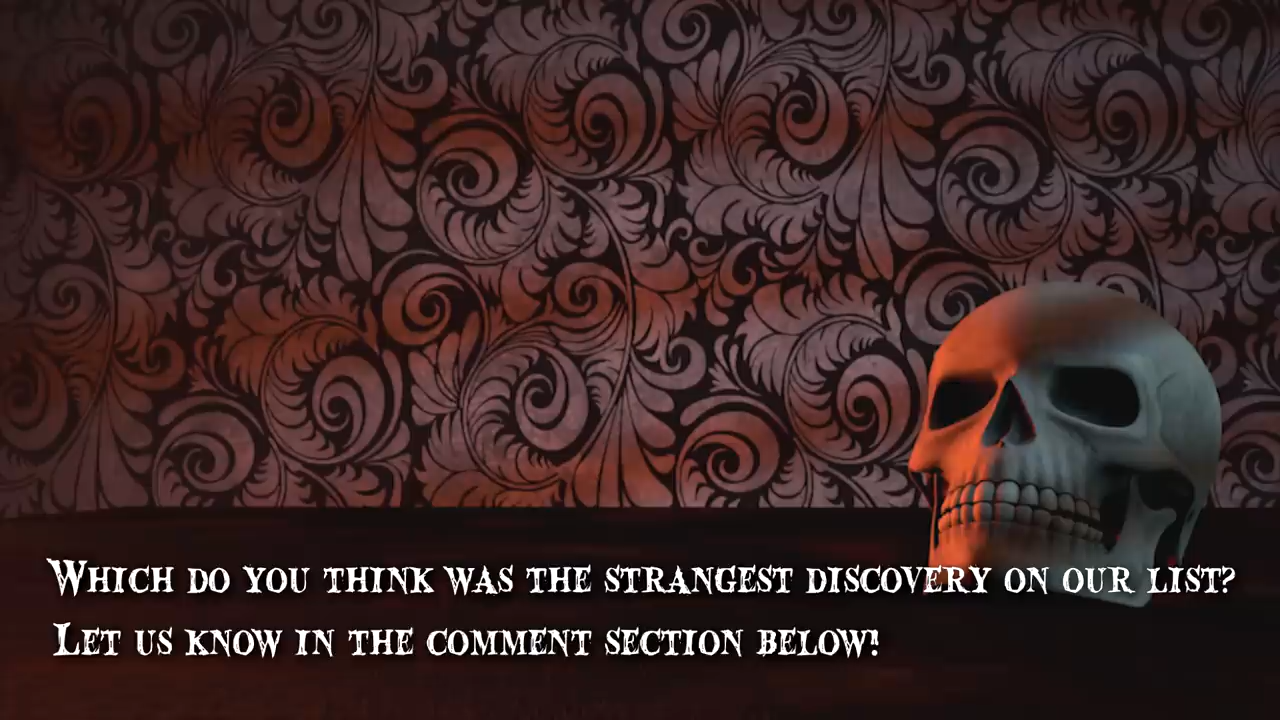 Which do you think was the strangest discovery on our list?
Let us know in the comment section below!